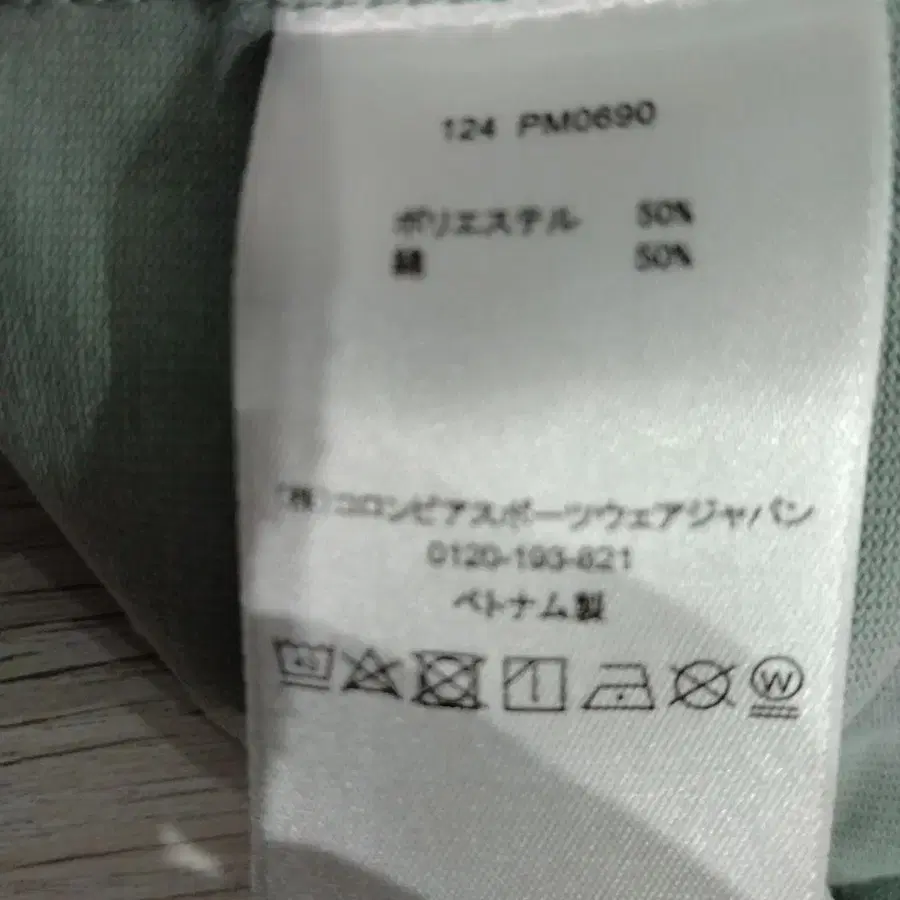 124 PM0690
ポリエステル 50%
綿 50%
(株)コロンビアスポーツウェアジャパン
0120-193-821
ベトナム製
40
W